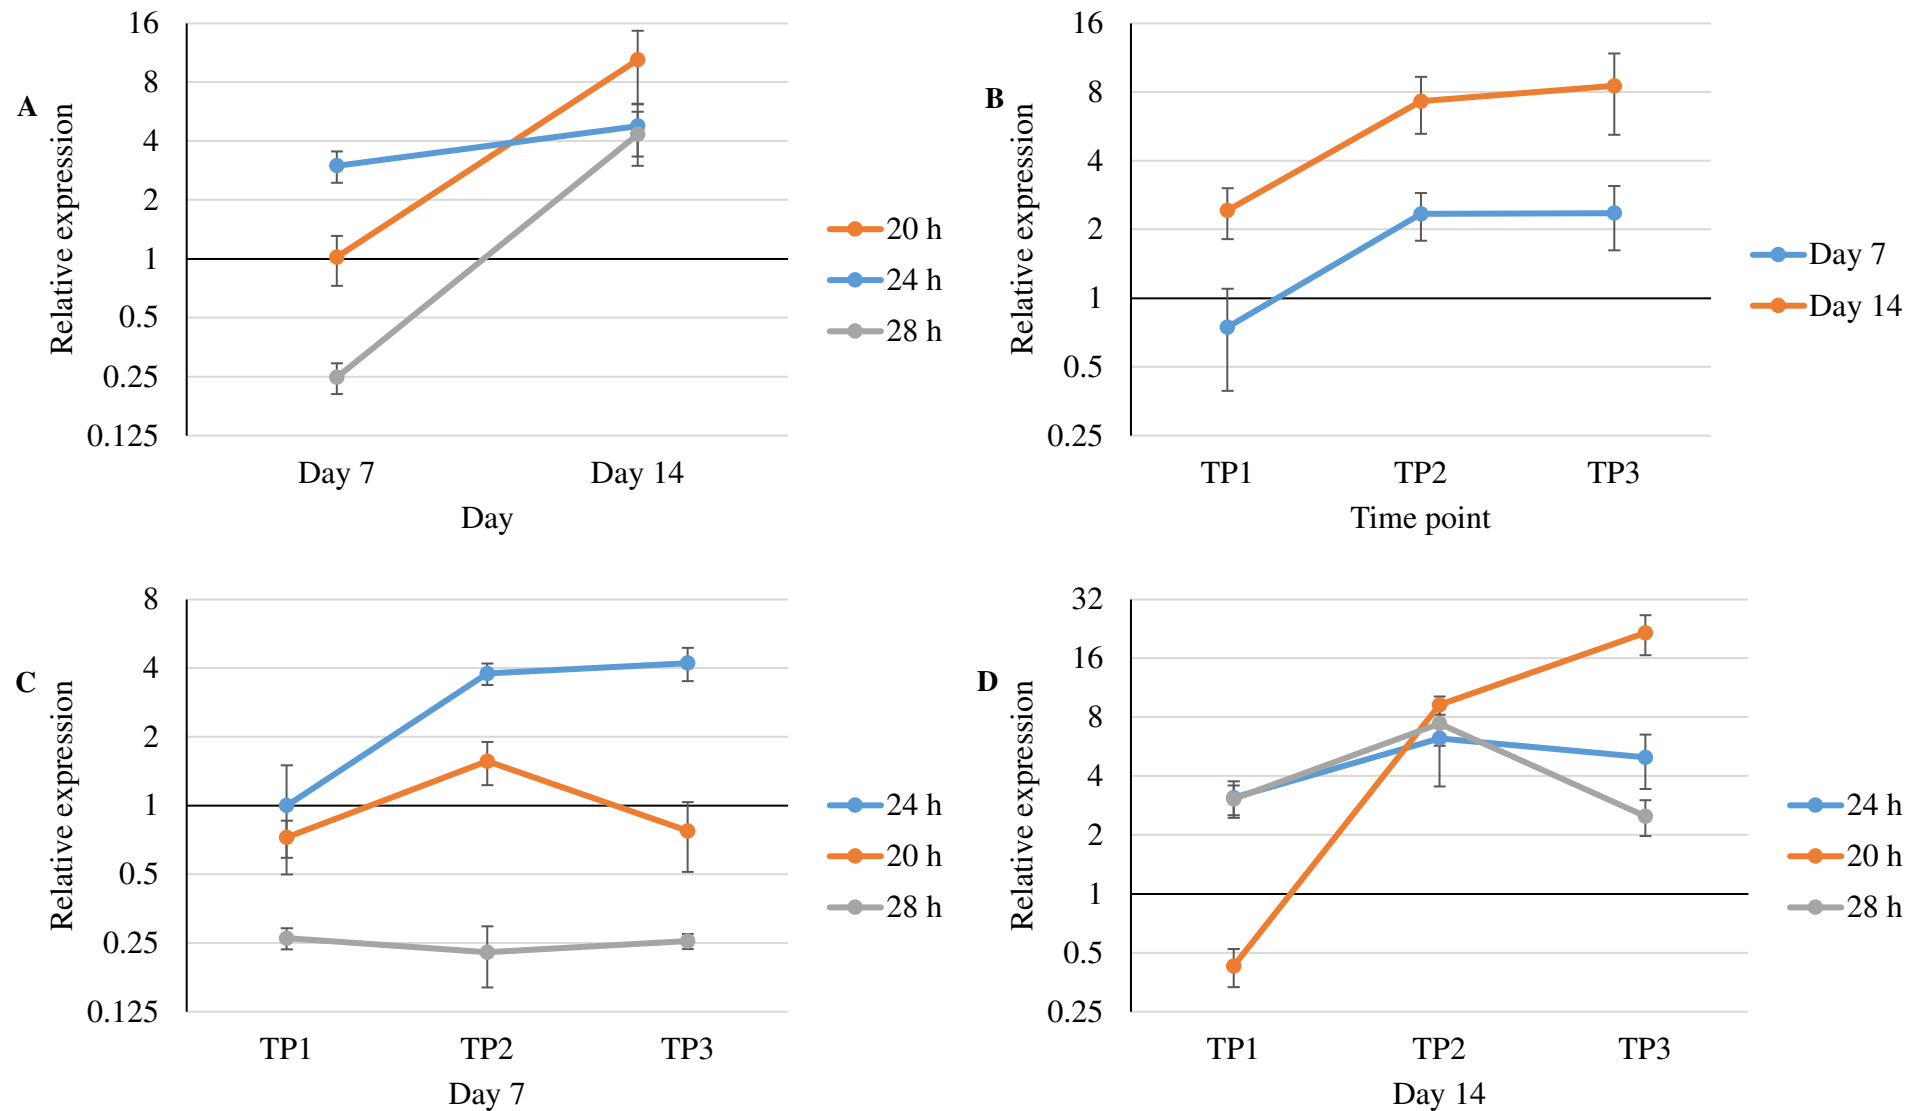 A
Relative expression
16
8
4
2
1
0.5
0.25
0.125
Day 7
Day 14
Day
20 h
24 h
28 h
B
Relative expression
16
8
4
2
1
0.5
0.25
TP1
TP2
TP3
Time point
Day 7
Day 14
C
Relative expression
8
4
2
1
0.5
0.25
0.125
TP1
TP2
TP3
Day 7
24 h
20 h
28 h
D
Relative expression
32
16
8
4
2
1
0.5
0.25
TP1
TP2
TP3
Day 14
24 h
20 h
28 h